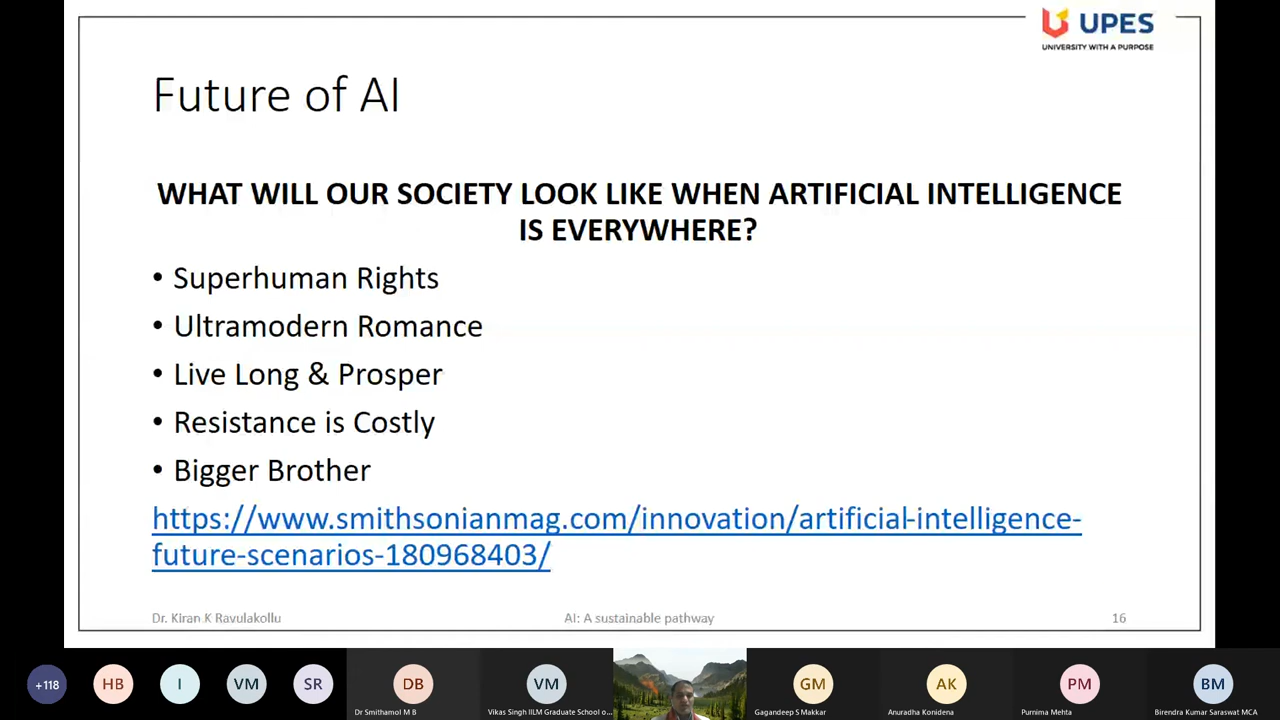 UPES
UNIVERSITY WITH A PURPOSE
Future of AI
WHAT WILL OUR SOCIETY LOOK LIKE WHEN ARTIFICIAL INTELLIGENCE
IS EVERYWHERE?
• Superhuman Rights
• Ultramodern Romance
• Live Long & Prosper
• Resistance is Costly
• Bigger Brother
https://www.smithsonianmag.com/innovation/artificial-intelligence-
future-scenarios-180968403/
Dr. Kiran K Ravulakollu AI: A sustainable pathway 16
+118 HB I VM SR DB VM GM AK PM BM
Dr Smithamol M B Vikas Singh IILM Graduate School o... Gagandeep S Makkar Anuradha Konidena Purnima Mehta Birendra Kumar Saraswat MCA